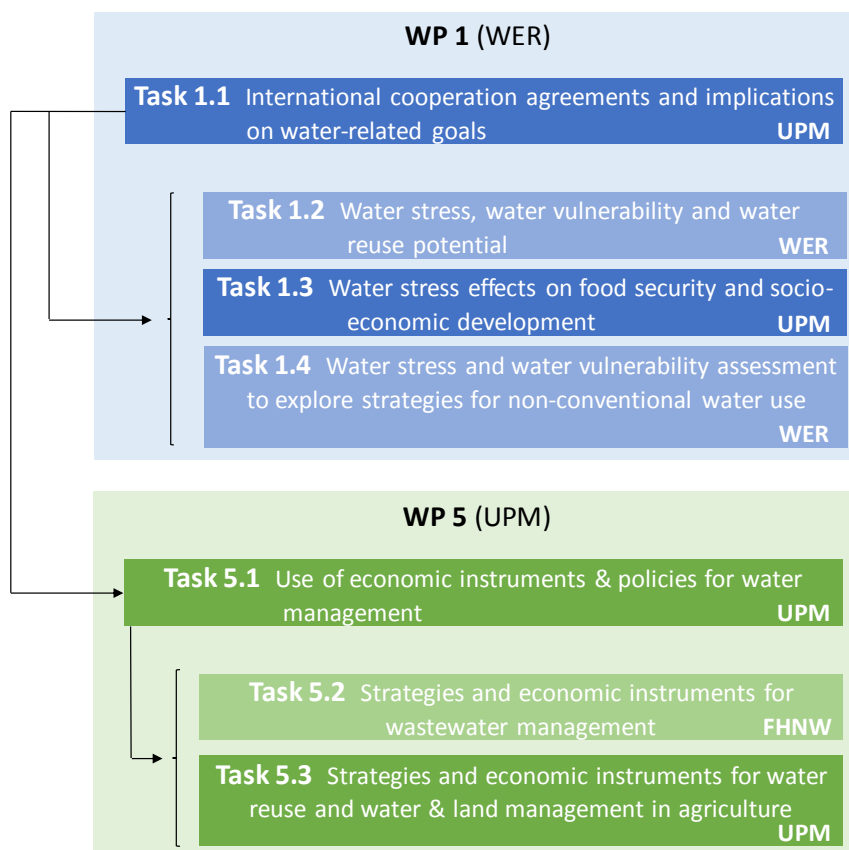 WP 1 (WER)
Task 1.1 International cooperation agreements and implications
on water-related goals
UPM
Task 1.2 Water stress, water vulnerability and water
reuse potential
WER
Task 1.3 Water stress effects on food security and socio-
economic development
UPM
Task 1.4 Water stress and water vulnerability assessment
to explore strategies for non-conventional water use
WER
WP 5 (UPM)
Task 5.1 Use of economic instruments & policies for water
management
UPM
Task 5.2 Strategies and economic instruments for
wastewater management
FHNW
Task 5.3 Strategies and economic instruments for water
reuse and water & land management in agriculture
UPM